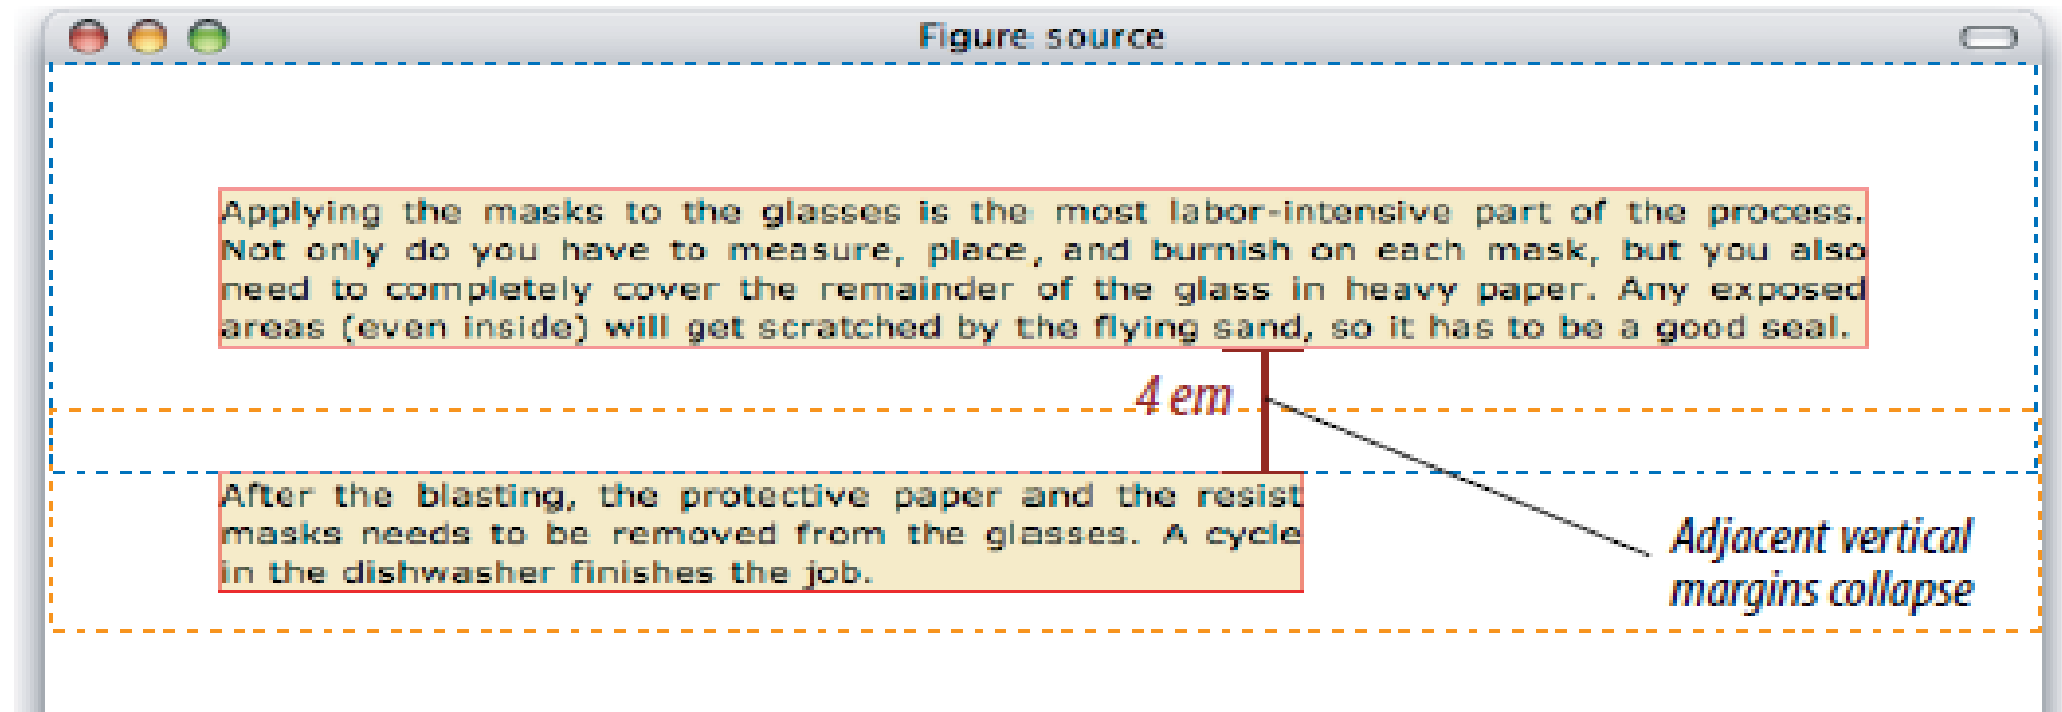 Figure source
Applying the masks to the glasses is the most labor-intensive part of the process.
Not only do you have to measure, place, and burnish on each mask, but you also
need to completely cover the remainder of the glass in heavy paper. Any exposed
areas (even inside) will get scratched by the flying sand, so it has to be a good seal.
4 em
After the blasting, the protective paper and the resist
masks needs to be removed from the glasses. A cycle
in the dishwasher finishes the job.
Adjacent vertical
margins collapse